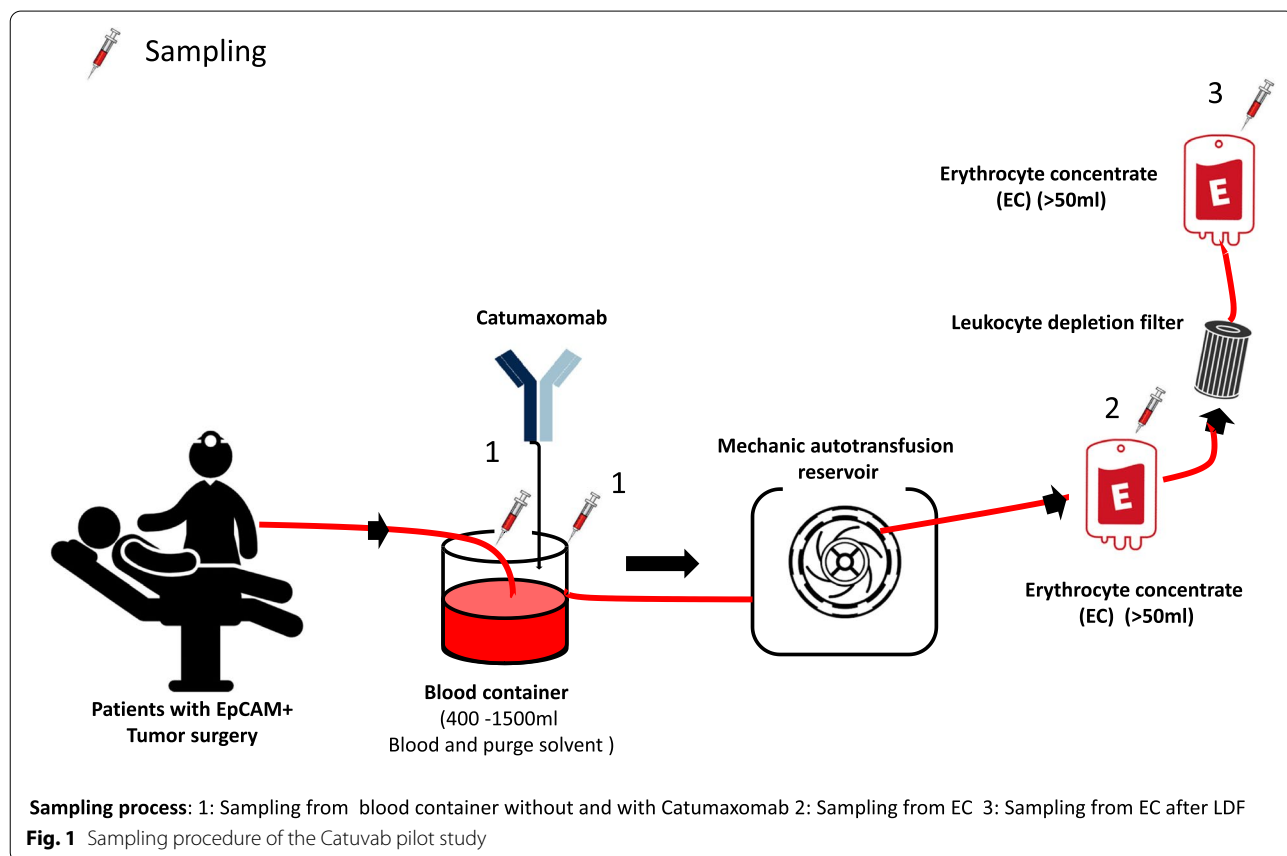 Sampling
3
Erythrocyte concentrate
(EC) (>50ml)
E
Leukocyte depletion filter
Catumaxomab
2
1
1
Mechanic autotransfusion
reservoir
E
Erythrocyte concentrate
(EC) (>50ml)
Patients with EpCAM+
Tumor surgery
Blood container
(400 -1500ml
Blood and purge solvent )
Sampling process: 1: Sampling from blood container without and with Catumaxomab 2: Sampling from EC 3: Sampling from EC after LDF
Fig. 1 Sampling procedure of the Catuvab pilot study